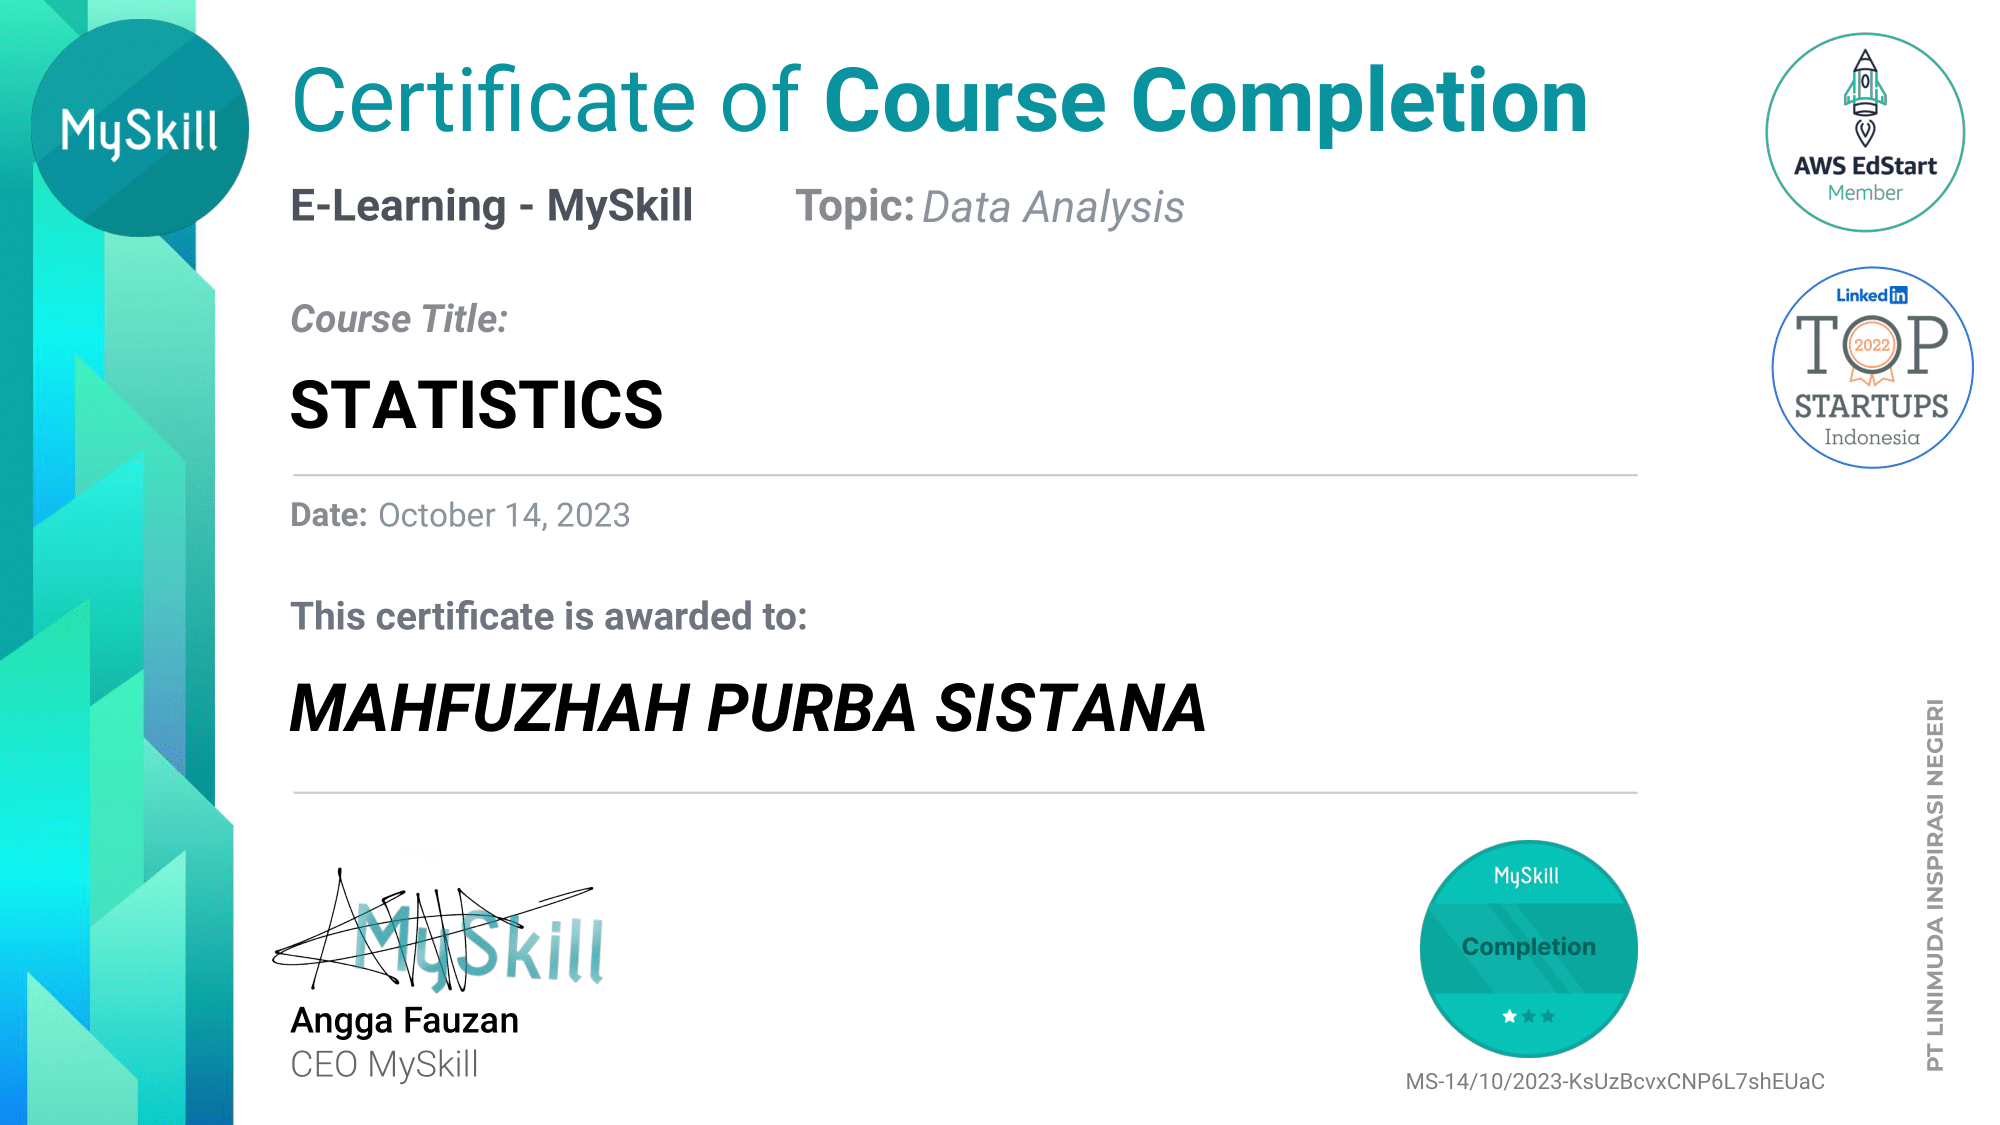 MySkill
Certificate of Course Completion
E-Learning - MySkill
Topic: Data Analysis
AWS EdStart
Member
LinkedIn
TOP
2022
STARTUPS
Indonesia
Course Title:
STATISTICS
Date: October 14, 2023
This certificate is awarded to:
MAHFUZHAH PURBA SISTANA
MySkill
Angga Fauzan
CEO MySkill
MySkill
Completion
MS-14/10/2023-KsUzBcvxCNP6L7shEUaC
PT LINIMUDA INSPIRASI NEGERI